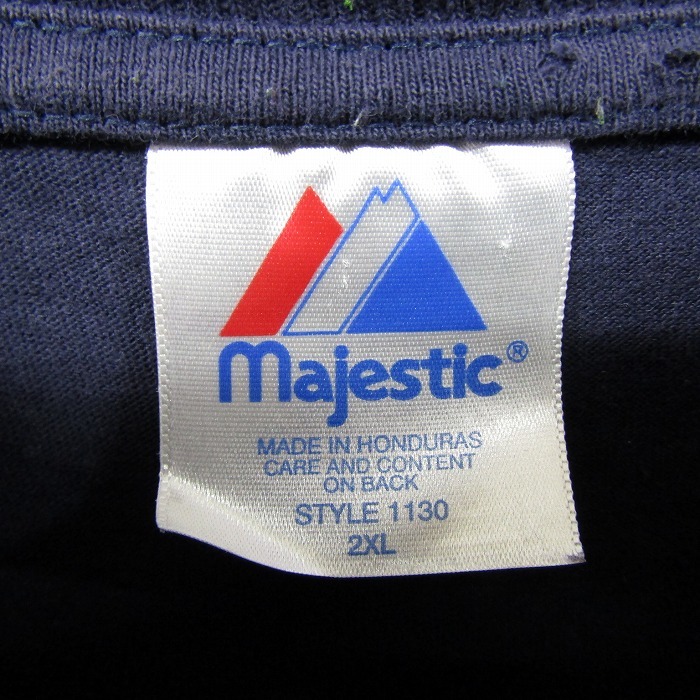 Majestic®
MADE IN HONDURAS
CARE AND CONTENT
ON BACK
STYLE 1130
2XL